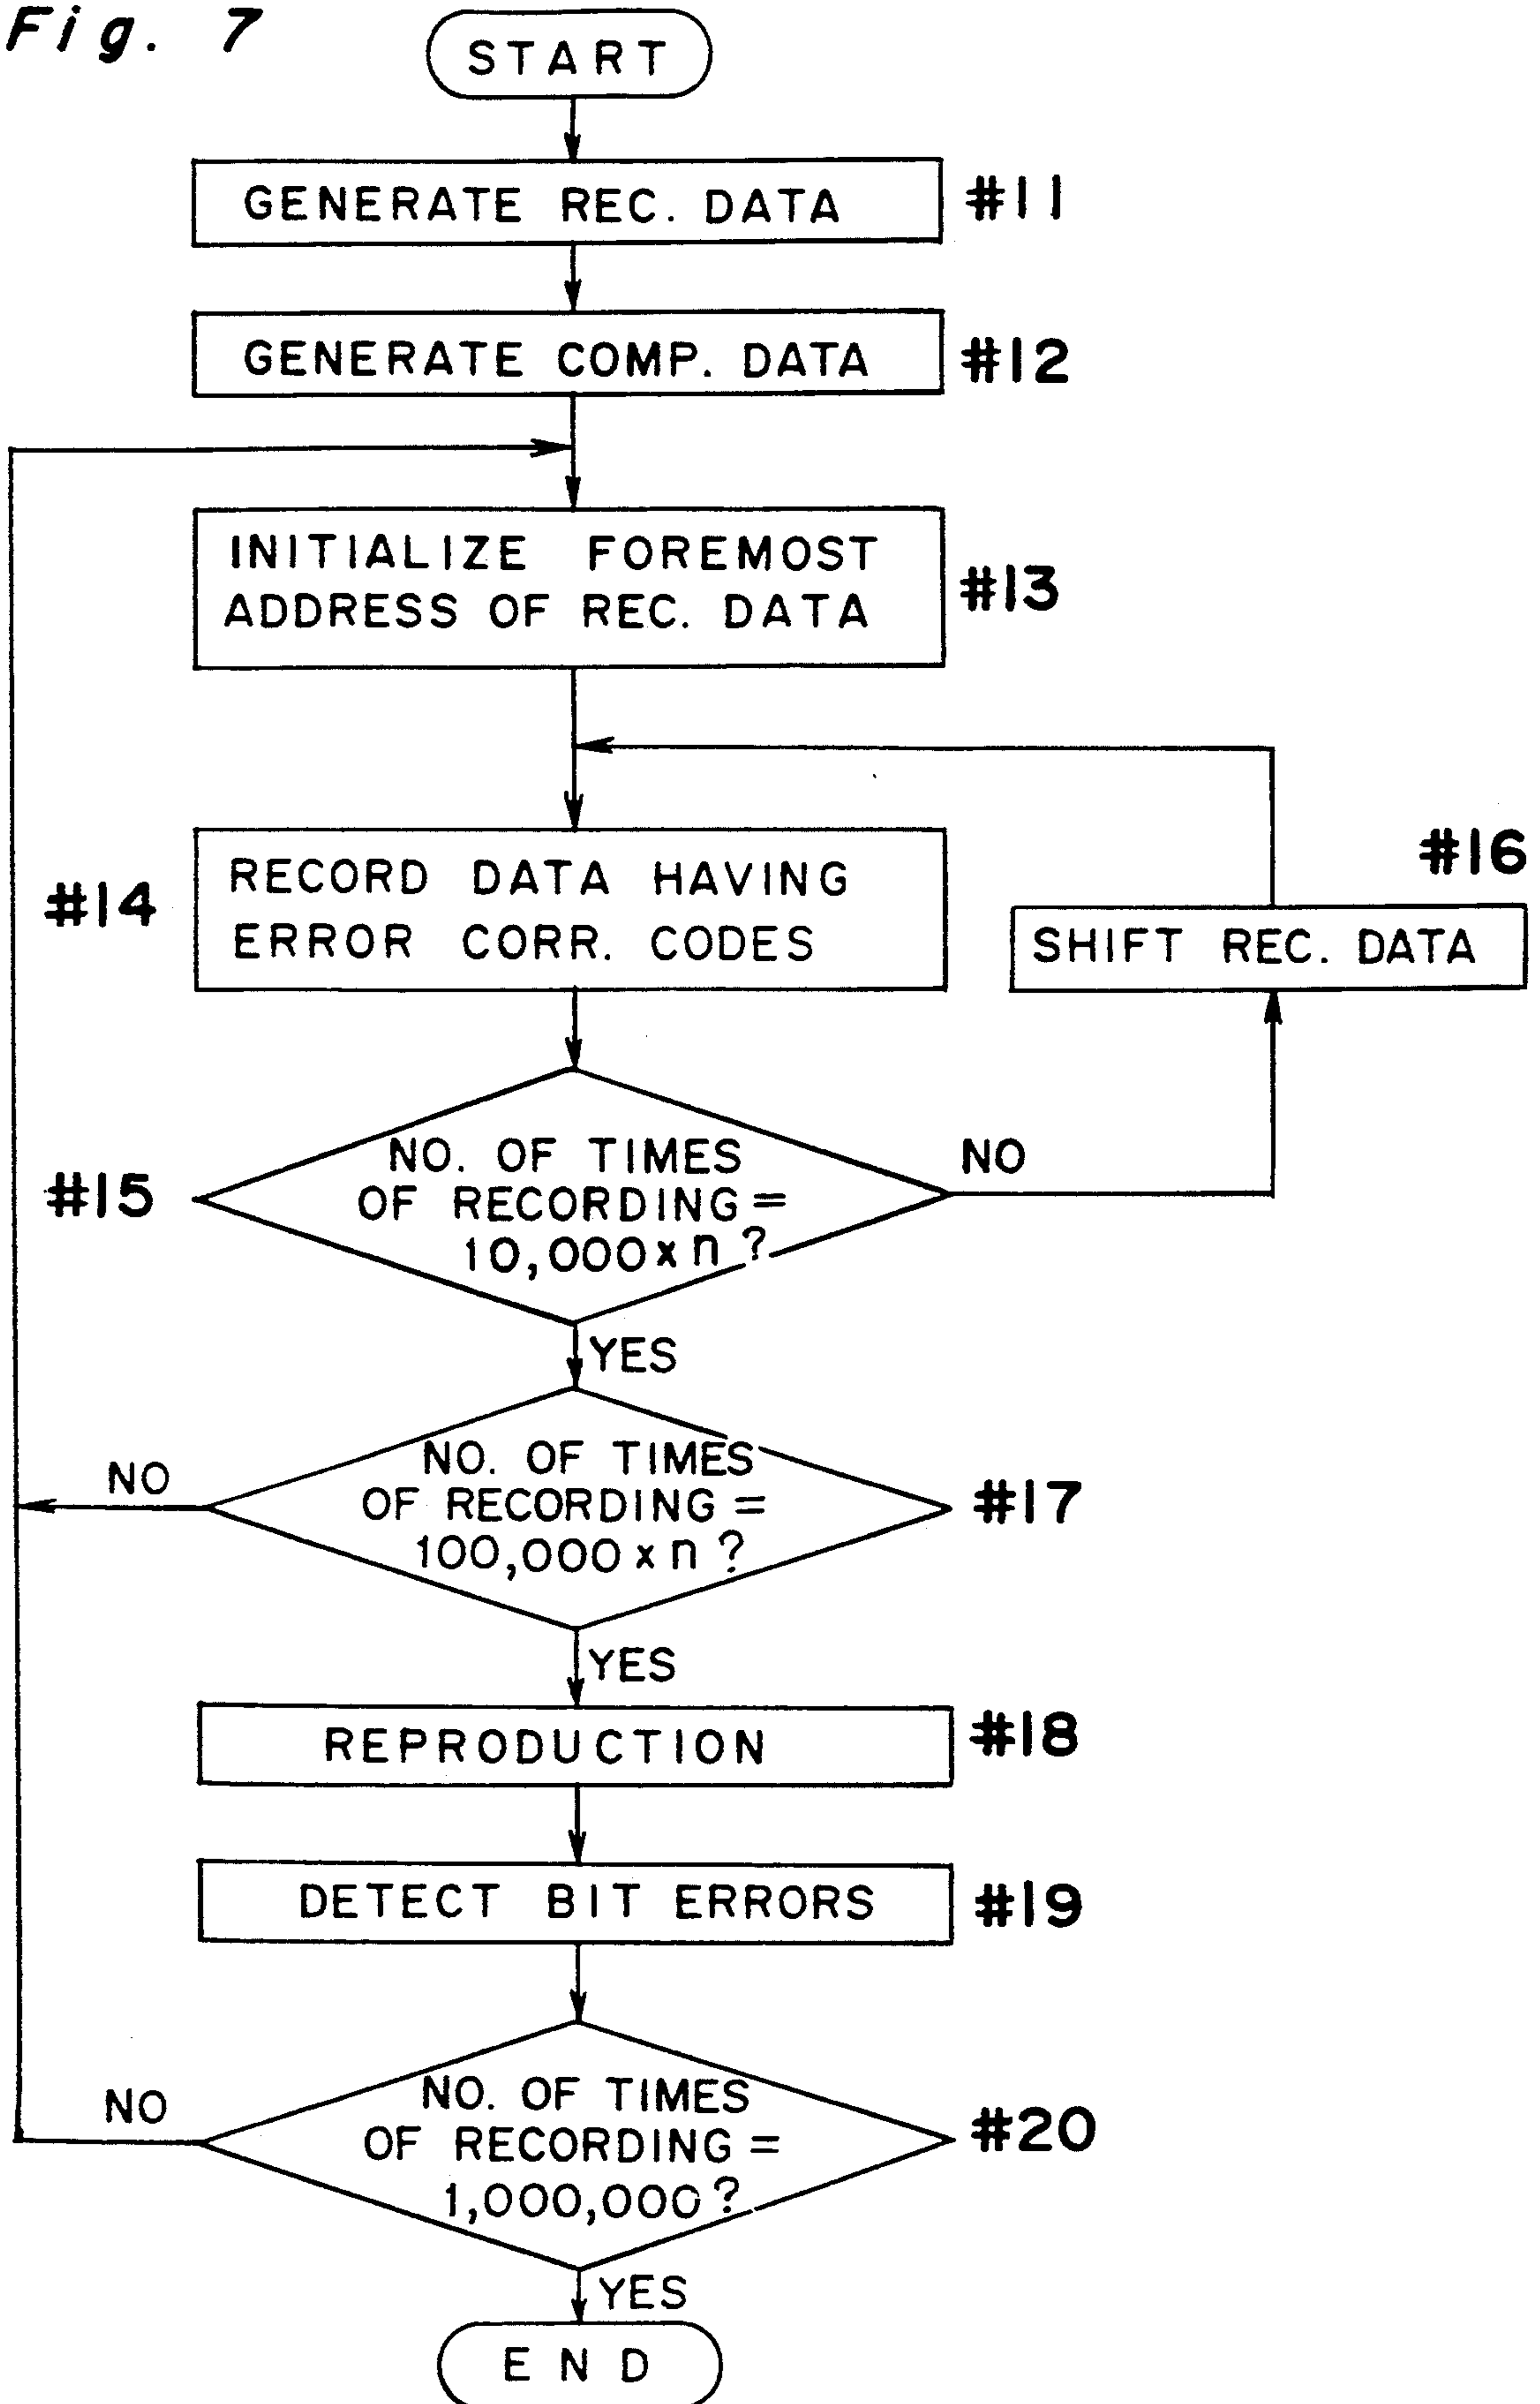 Fig. 7
START
GENERATE REC. DATA
#11
GENERATE COMP. DATA
#12
INITIALIZE FOREMOST
ADDRESS OF REC. DATA
#13
#14
RECORD DATA HAVING
ERROR CORR. CODES
#16
SHIFT REC. DATA
#15
NO. OF TIMES
OF RECORDING =
10,000 x n ?
NO
YES
NO
NO. OF TIMES
OF RECORDING =
100,000 x n ?
#17
YES
REPRODUCTION
#18
DETECT BIT ERRORS
#19
NO
NO. OF TIMES
OF RECORDING =
1,000,000 ?
#20
YES
END